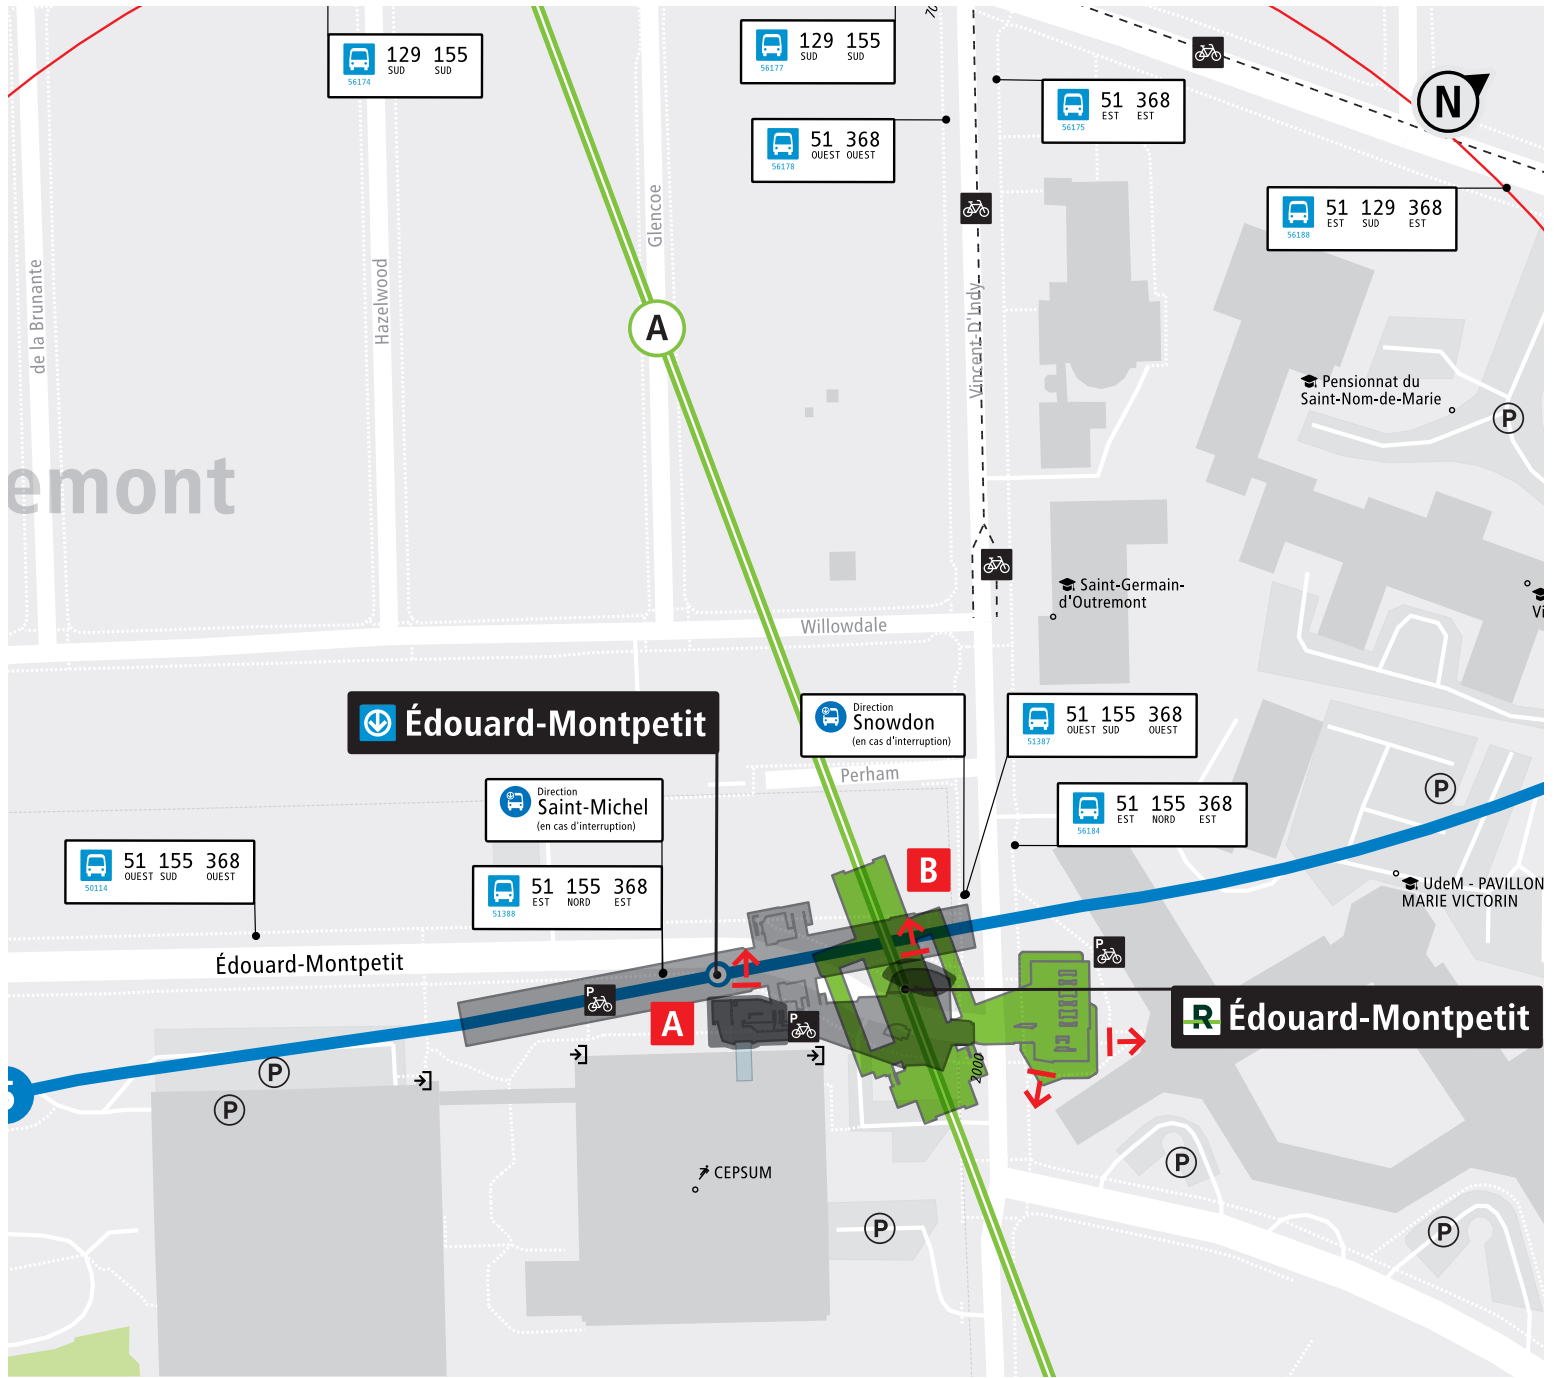 129 155
SUD SUD
56174
129 155
SUD SUD
56177
51 368
OUEST OUEST
56178
70
51 368
EST EST
56175
N
51 129 368
EST SUD EST
56188
de la Brunante
Hazelwood
Glencoe
Vincent-D'Indy
A
Pensionnat du
Saint-Nom-de-Marie
P
emont
Saint-Germain-
d'Outremont
Vi
Willowdale
Édouard-Montpetit
Direction
Snowdon
(en cas d'interruption)
51 155 368
OUEST SUD OUEST
51387
Perham
Direction
Saint-Michel
(en cas d'interruption)
51 155 368
EST NORD EST
56184
P
51 155 368
OUEST SUD OUEST
50114
51 155 368
EST NORD EST
51388
B
UdeM - PAVILLON
MARIE VICTORIN
Édouard-Montpetit
P
P
A
P
R Édouard-Montpetit
2000
5
P
P
CEPSUM
P
P
P